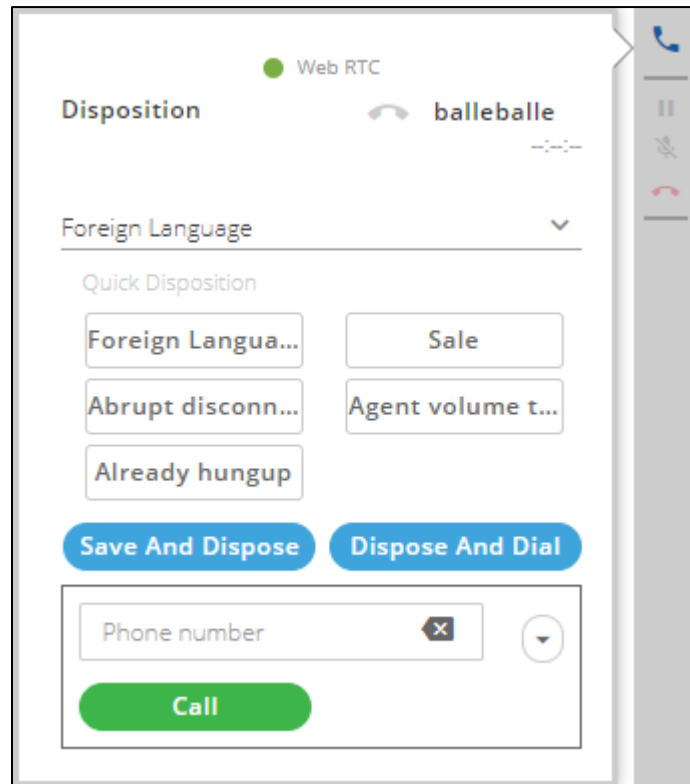 Web RTC
Disposition balleballe
--:--:--
Foreign Language
Quick Disposition
Foreign Langua... Sale
Abrupt disconn... Agent volume t...
Already hungup
Save And Dispose Dispose And Dial
Phone number
Call